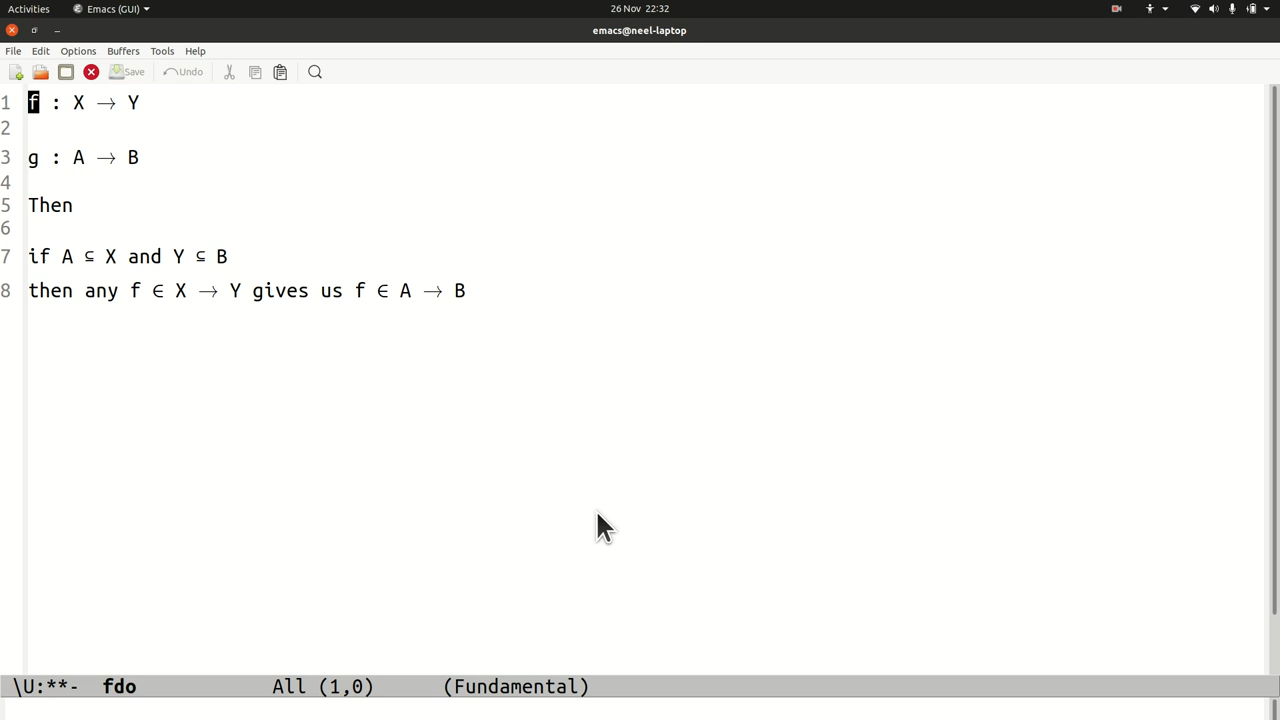 Activities Emacs (GUI) 26 Nov 22:32
emacs@neel-laptop
File Edit Options Buffers Tools Help
Save Undo
1 f : X → Y
2
3 g : A → B
4
5 Then
6
7 if A ⊆ X and Y ⊆ B
8 then any f ∈ X → Y gives us f ∈ A → B
\U:**- fdo All (1,0) (Fundamental)